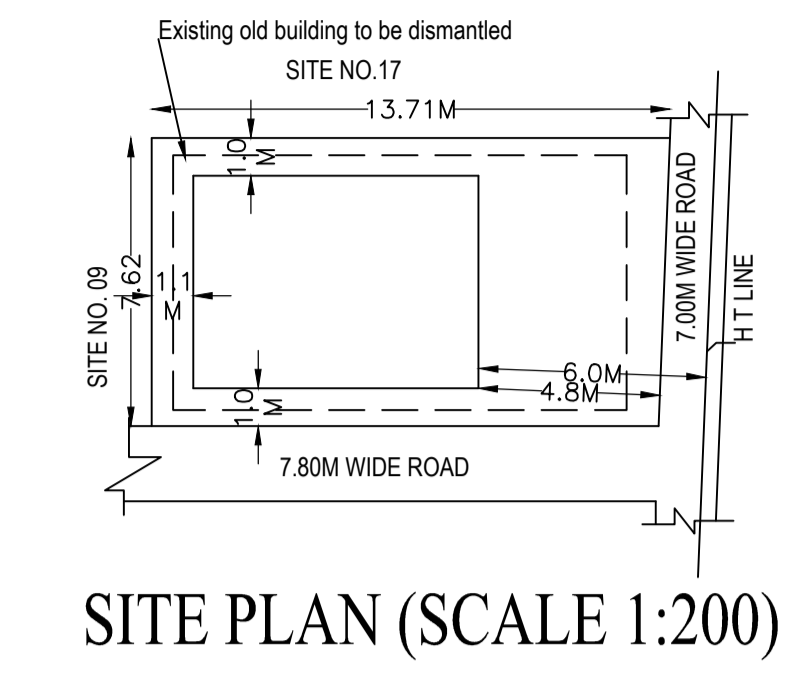 Existing old building to be dismantled
SITE NO.17
13.71M
1.0
M
7.00M WIDE ROAD
H T LINE
SITE NO. 09
7.62
1.1
M
6.0M
4.8M
1.0
M
7.80M WIDE ROAD
SITE PLAN (SCALE 1:200)